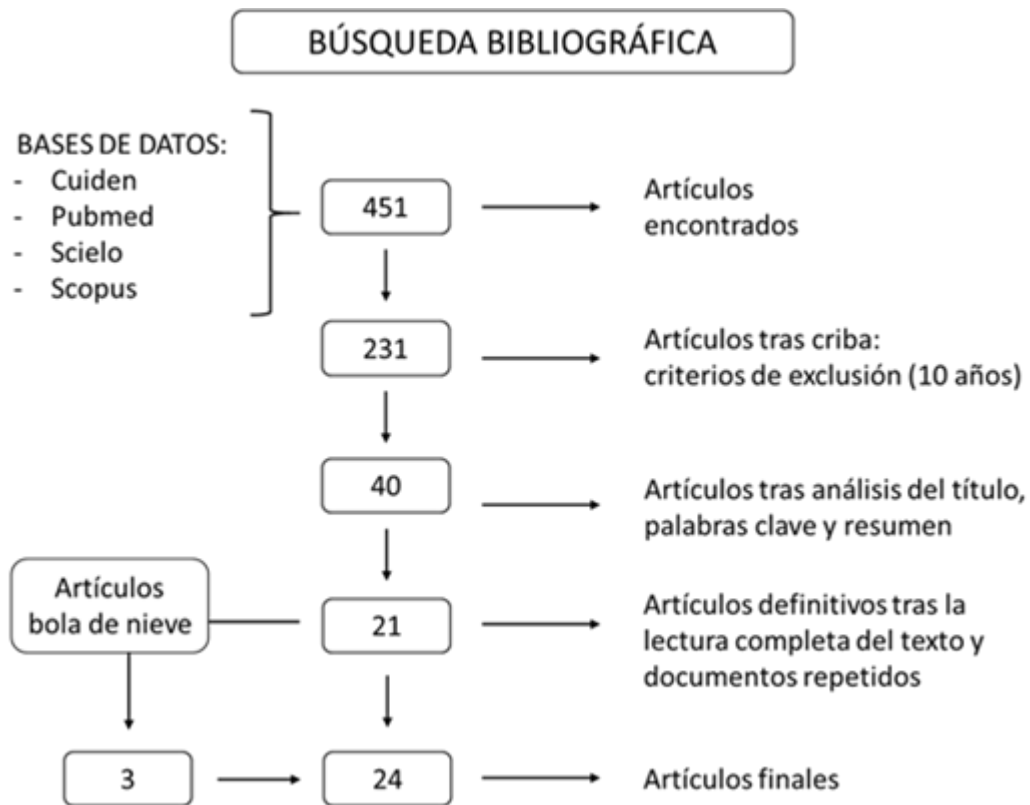 BÚSQUEDA BIBLIOGRÁFICA
BASES DE DATOS:
- Cuiden
- Pubmed
- Scielo
- Scopus
451
Artículos
encontrados
231
Artículos tras criba:
criterios de exclusión (10 años)
40
Artículos tras análisis del título,
palabras clave y resumen
Artículos
bola de nieve
21
Artículos definitivos tras la
lectura completa del texto y
documentos repetidos
3
24
Artículos finales